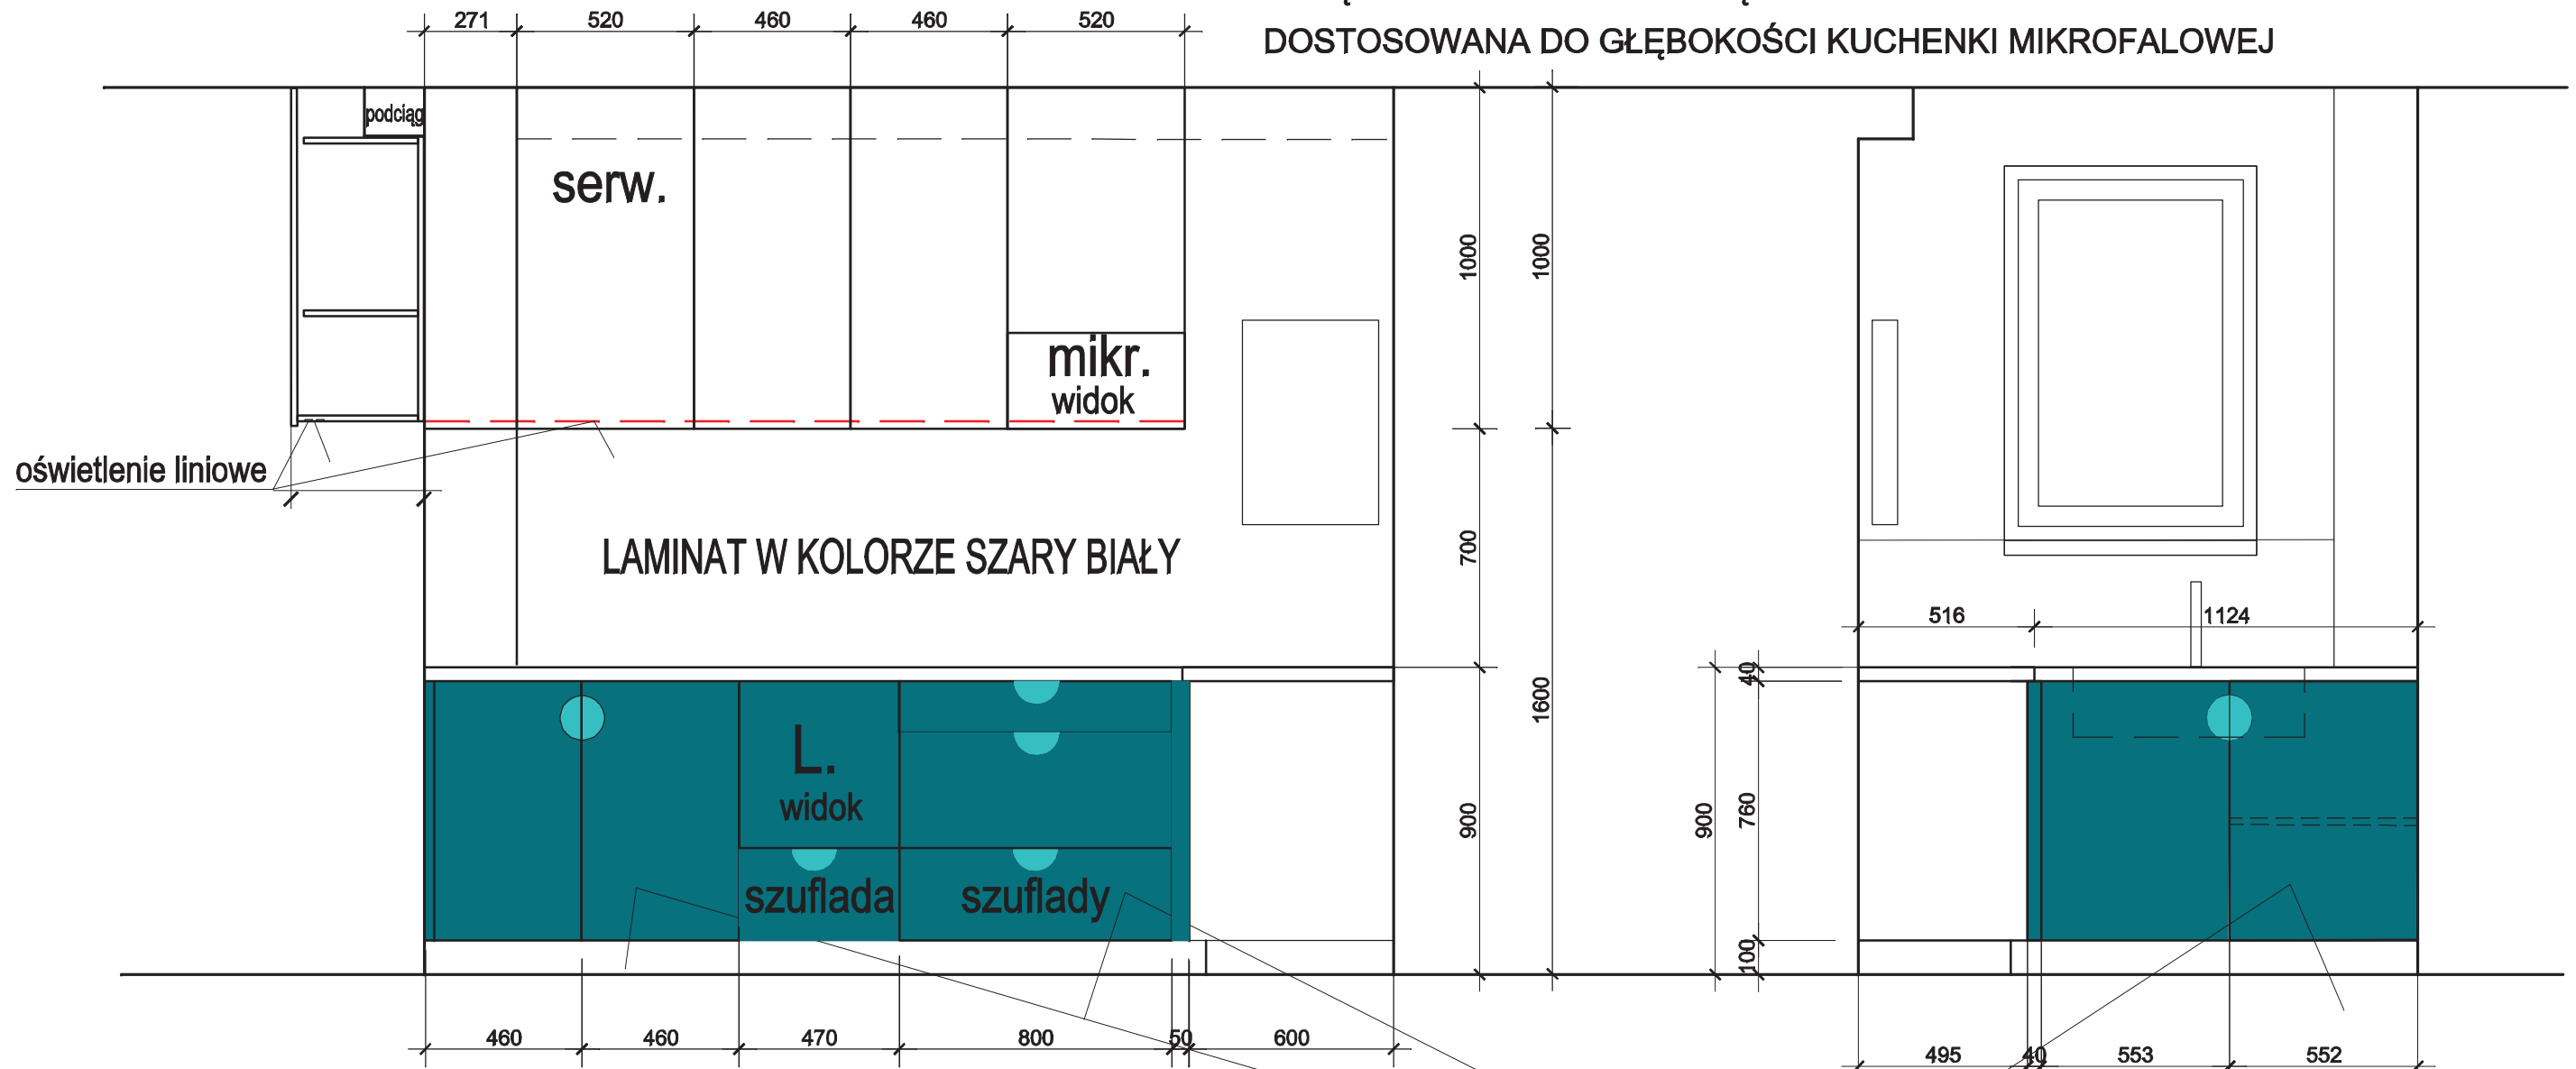 271 520 460 460 520
DOSTOSOWANA DO GŁĘBOKOŚCI KUCHENKI MIKROFALOWEJ
podciąg
serw.
1000 1000
mikr.
widok
oświetlenie liniowe
LAMINAT W KOLORZE SZARY BIAŁY
700
516 1124
40
1600
L.
widok
900 900 760
szuflada szuflady
100
460 460 470 800 50 600
495 40 553 552